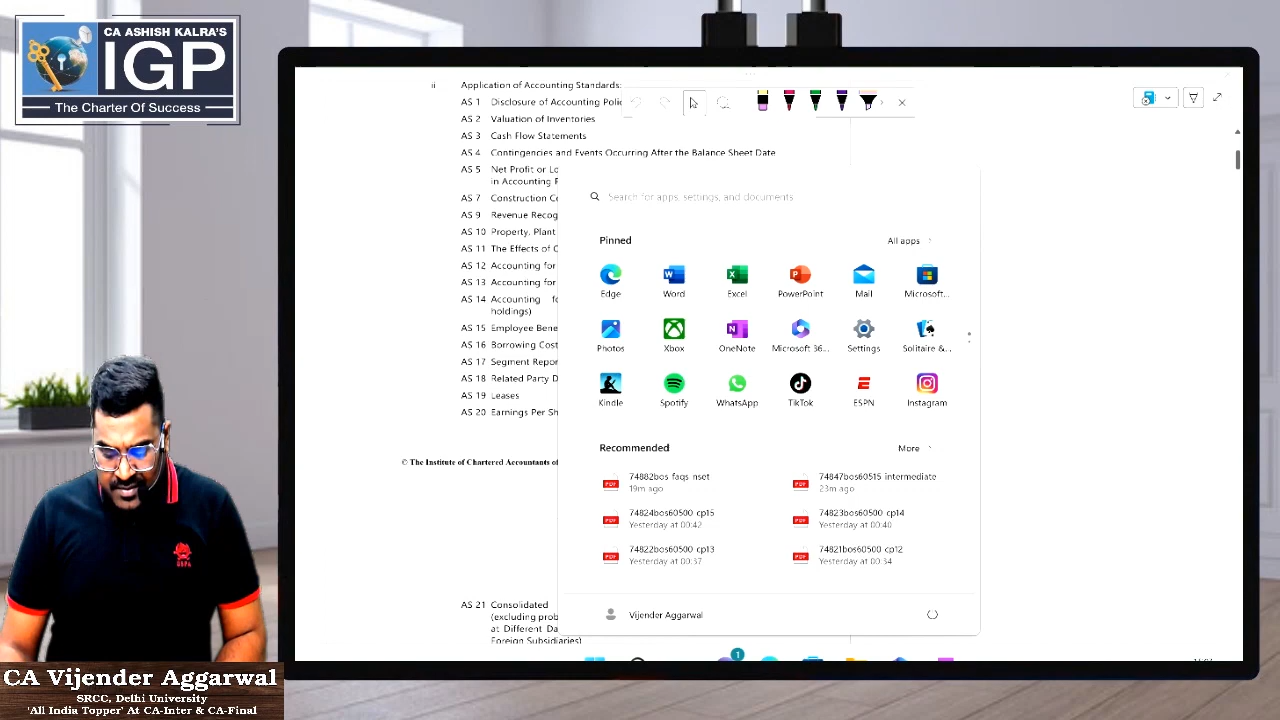 CA ASHISH KALRA'S
IGP
The Charter Of Success
ii Application of Accounting Standards:
AS 1 Disclosure of Accounting Polic
AS 2 Valuation of Inventories
AS 3 Cash Flow Statements
AS 4 Contingencies and Events Occurring After the Balance Sheet Date
AS 5 Net Profit or Lo
in Accounting P
AS 7 Construction Co
AS 9 Revenue Recog
AS 10 Property, Plant
AS 11 The Effects of C
AS 12 Accounting for
AS 13 Accounting for
AS 14 Accounting fo
holdings)
AS 15 Employee Bene
AS 16 Borrowing Cost
AS 17 Segment Repor
AS 18 Related Party D
AS 19 Leases
AS 20 Earnings Per Sh
© The Institute of Chartered Accountants of
AS 21 Consolidated
(excluding prob
at Different Da
Foreign Subsidiaries)
Search for apps, settings, and documents
Pinned
All apps
Edge Word Excel PowerPoint Mail Microsoft...
Photos Xbox OneNote Microsoft 36... Settings Solitaire &...
Kindle Spotify WhatsApp TikTok ESPN Instagram
Recommended
More
74882bos faqs nset
19m ago
74847bos60515 intermediate
23m ago
74824bos60500 cp15
Yesterday at 00:42
74823bos60500 cp14
Yesterday at 00:40
74822bos60500 cp13
Yesterday at 00:37
74821bos60500 cp12
Yesterday at 00:34
Vijender Aggarwal
1
CA Vijender Aggarwal
SRCC, Delhi University
'All India Topper' At CA-Inter & CA-Final